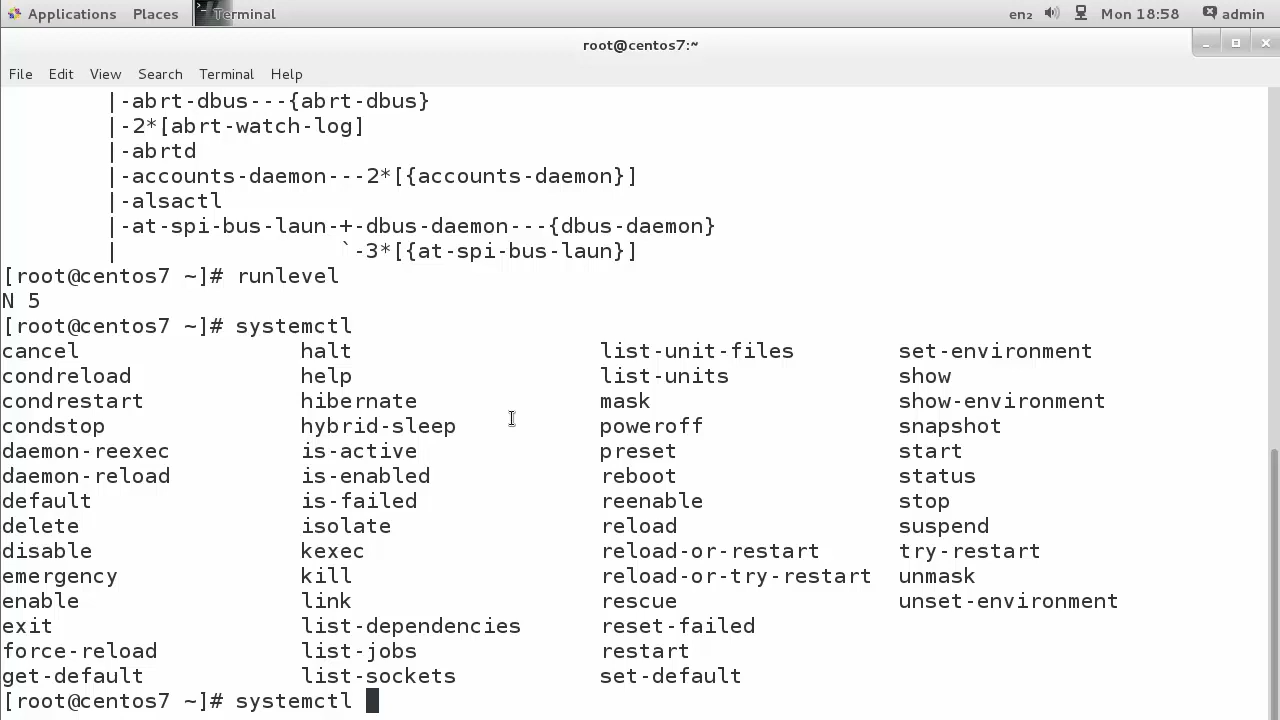 Applications Places Terminal en₂ Mon 18:58 admin
root@centos7:~
File Edit View Search Terminal Help
|-abrt-dbus---{abrt-dbus}
|-2*[abrt-watch-log]
|-abrtd
|-accounts-daemon---2*[{accounts-daemon}]
|-alsactl
|-at-spi-bus-laun-+-dbus-daemon---{dbus-daemon}
|                  `-3*[{at-spi-bus-laun}]
[root@centos7 ~]# runlevel
N 5
[root@centos7 ~]# systemctl
cancel halt list-unit-files set-environment
condreload help list-units show
condrestart hibernate mask show-environment
condstop hybrid-sleep poweroff snapshot
daemon-reexec is-active preset start
daemon-reload is-enabled reboot status
default is-failed reenable stop
delete isolate reload suspend
disable kexec reload-or-restart try-restart
emergency kill reload-or-try-restart unmask
enable link rescue unset-environment
exit list-dependencies reset-failed
force-reload list-jobs restart
get-default list-sockets set-default
[root@centos7 ~]# systemctl